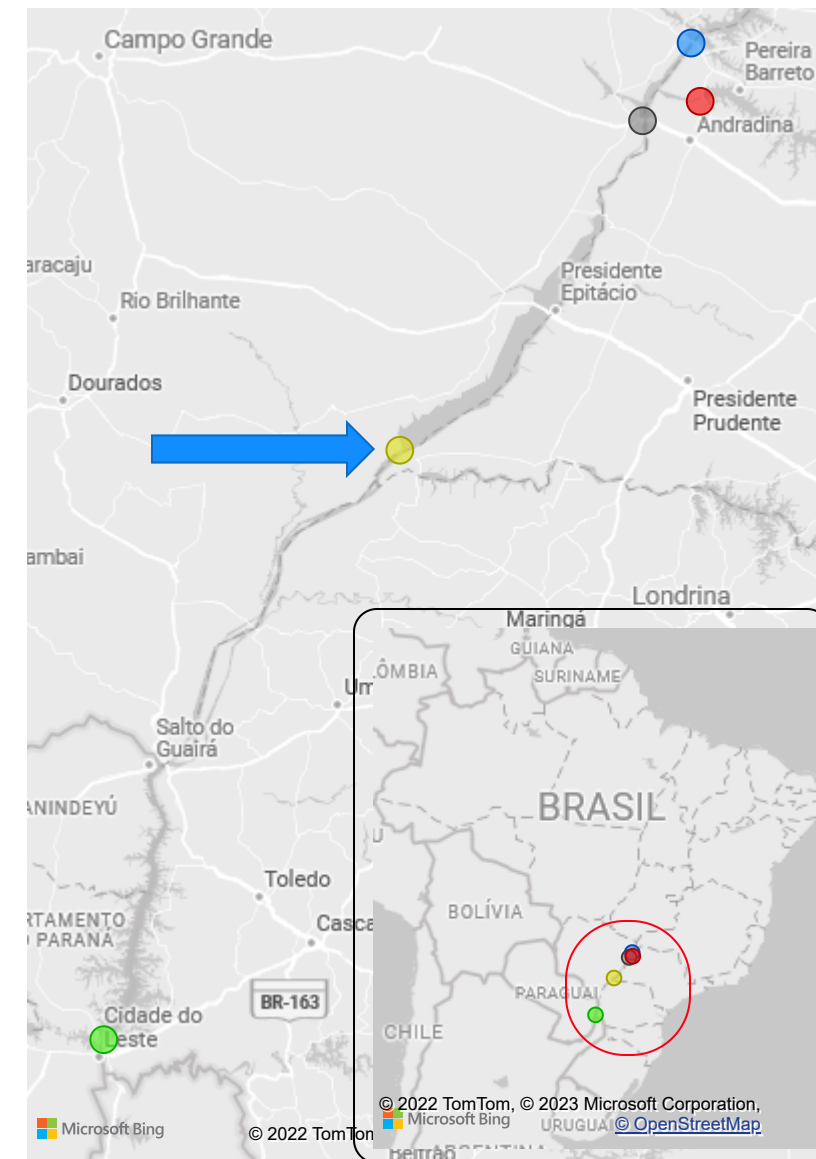 Campo Grande
Pereira
Barreto
Andradina
aracaju
Presidente
Epitácio
Rio Brilhante
Dourados
Presidente
Prudente
ambai
Londrina
Maringá
Um
Salto do
Guairá
ANINDEYÚ
Toledo
RTAMENTO
PARANÁ
Casca
BR-163
Cidade do
Leste
Microsoft Bing
© 2022 TomTom
GUIANA
ÔMBIA
SURINAME
BRASIL
U
BOLÍVIA
PARAGUAI
CHILE
© 2022 TomTom, © 2023 Microsoft Corporation,
Microsoft Bing
URUGUAI
© OpenStreetMap
Beltrão